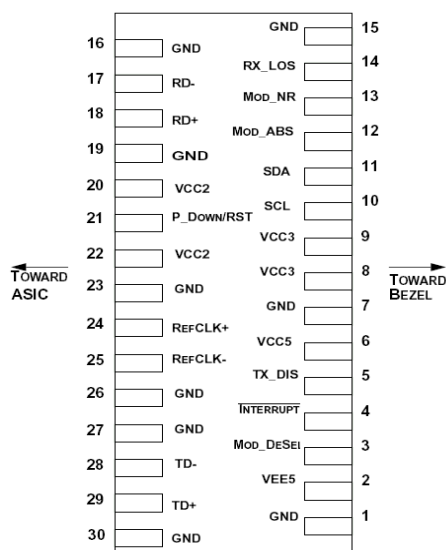 GND 15
16 GND
RX_LOS 14
17 RD-
MOD_NR 13
18 RD+
MOD_ABS 12
19 GND
SDA 11
20 VCC2
SCL 10
21 P_DOWN/RST
VCC3 9
22 VCC2
VCC3 8
TOWARD ASIC
TOWARD BEZEL
23 GND
GND 7
24 REFCLK+
VCC5 6
25 REFCLK-
TX_DIS 5
26 GND
INTERRUPT 4
27 GND
MOD_DESEL 3
28 TD-
VEE5 2
29 TD+
GND 1
30 GND